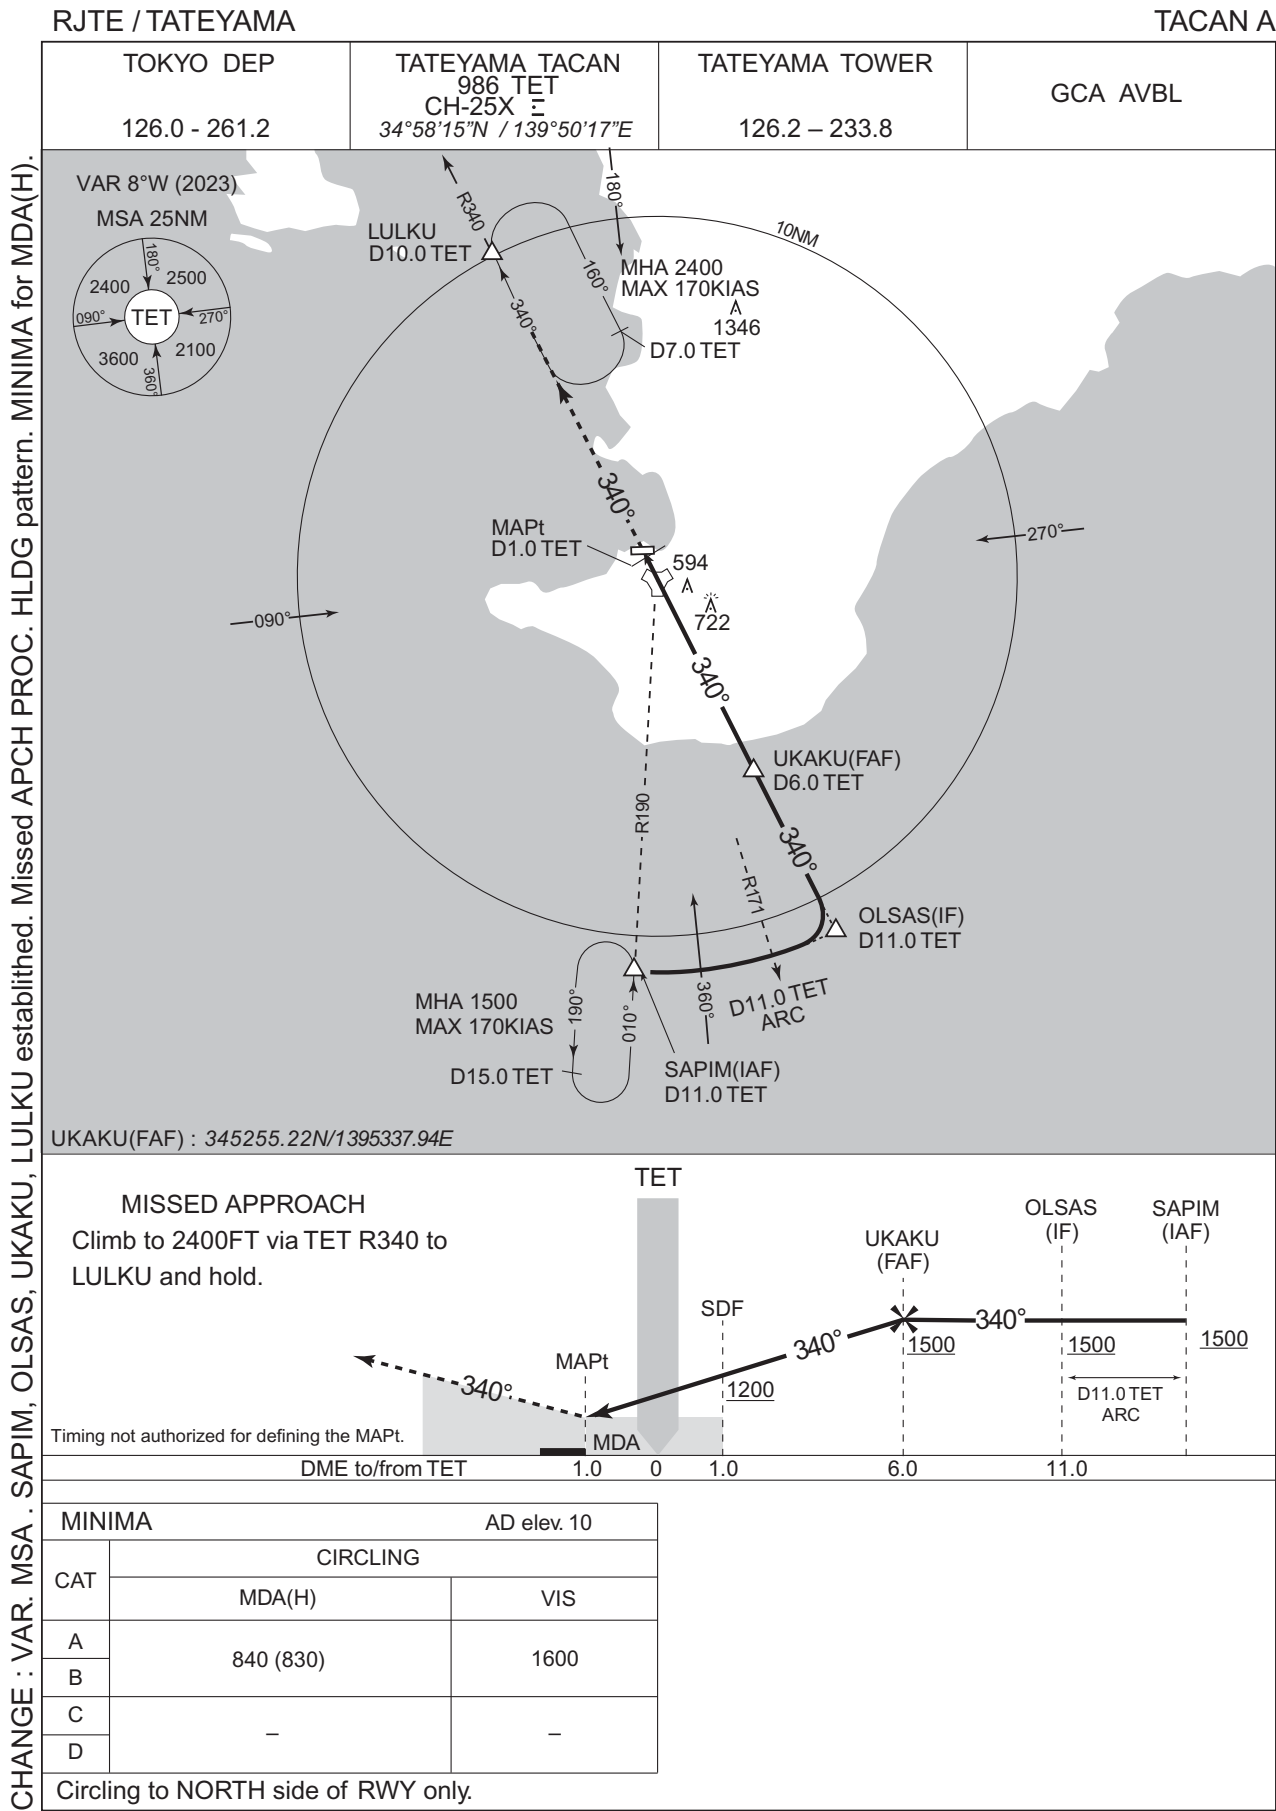 RJTE / TATEYAMA
TACAN A
TOKYO DEP
126.0 - 261.2
TATEYAMA TACAN
986 TET
CH-25X
34°58'15"N / 139°50'17"E
TATEYAMA TOWER
126.2 – 233.8
GCA AVBL
CHANGE : VAR. MSA . SAPIM, OLSAS, UKAKU, LULKU establithed. Missed APCH PROC. HLDG pattern. MINIMA for MDA(H).
VAR 8°W (2023)
MSA 25NM
180°
2400
2500
090°
TET
270°
3600
2100
360°
R340
180°
LULKU
D10.0 TET
10NM
160°
MHA 2400
MAX 170KIAS
340°
1346
D7.0 TET
340°
MAPt
D1.0 TET
270°
594
090°
722
340°
UKAKU(FAF)
D6.0 TET
R190
340°
R171
OLSAS(IF)
D11.0 TET
MHA 1500
MAX 170KIAS
190°
010°
360°
D11.0 TET
ARC
D15.0 TET
SAPIM(IAF)
D11.0 TET
UKAKU(FAF) : 345255.22N/1395337.94E
TET
MISSED APPROACH
Climb to 2400FT via TET R340 to
LULKU and hold.
OLSAS
(IF)
SAPIM
(IAF)
UKAKU
(FAF)
SDF
340°
340°
1500
1500
1500
MAPt
340°
1200
D11.0 TET
ARC
Timing not authorized for defining the MAPt.
MDA
DME to/from TET
1.0
0
1.0
6.0
11.0
MINIMA
AD elev. 10
CAT
CIRCLING
MDA(H)
VIS
A
B
840 (830)
1600
C
D
–
–
Circling to NORTH side of RWY only.